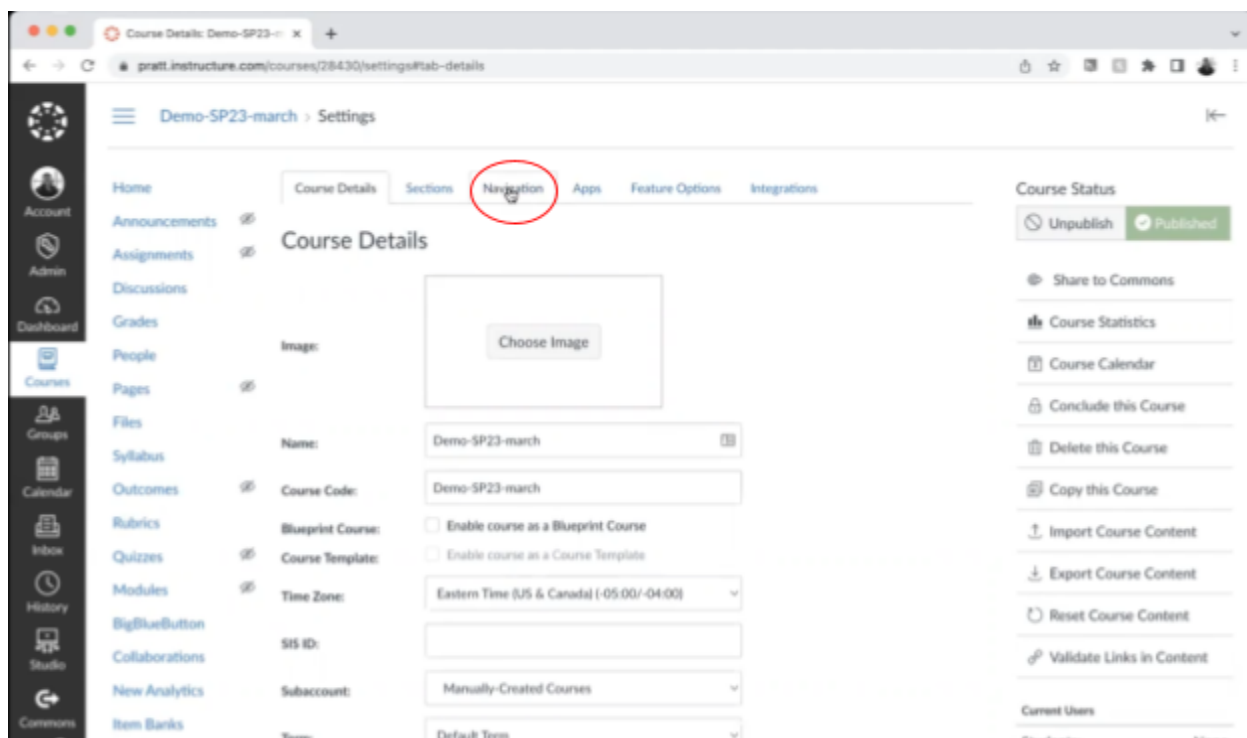 Course Details: Demo-SP23-
pratt.instructure.com/courses/28430/settings#tab-details
Demo-SP23-march › Settings
Account
Admin
Dashboard
Courses
Groups
Calendar
Inbox
History
Studio
Commons
Home
Announcements
Assignments
Discussions
Grades
People
Pages
Files
Syllabus
Outcomes
Rubrics
Quizzes
Modules
BigBlueButton
Collaborations
New Analytics
Item Banks
Course Details Sections Navigation Apps Feature Options Integrations
Course Details
Image:
Choose Image
Name: Demo-SP23-march
Course Code: Demo-SP23-march
Blueprint Course: Enable course as a Blueprint Course
Course Template: Enable course as a Course Template
Time Zone: Eastern Time (US & Canada) (-05:00/-04:00)
SIS ID:
Subaccount: Manually-Created Courses
Term: Default Term
Course Status
Unpublish Published
Share to Commons
Course Statistics
Course Calendar
Conclude this Course
Delete this Course
Copy this Course
Import Course Content
Export Course Content
Reset Course Content
Validate Links in Content
Current Users